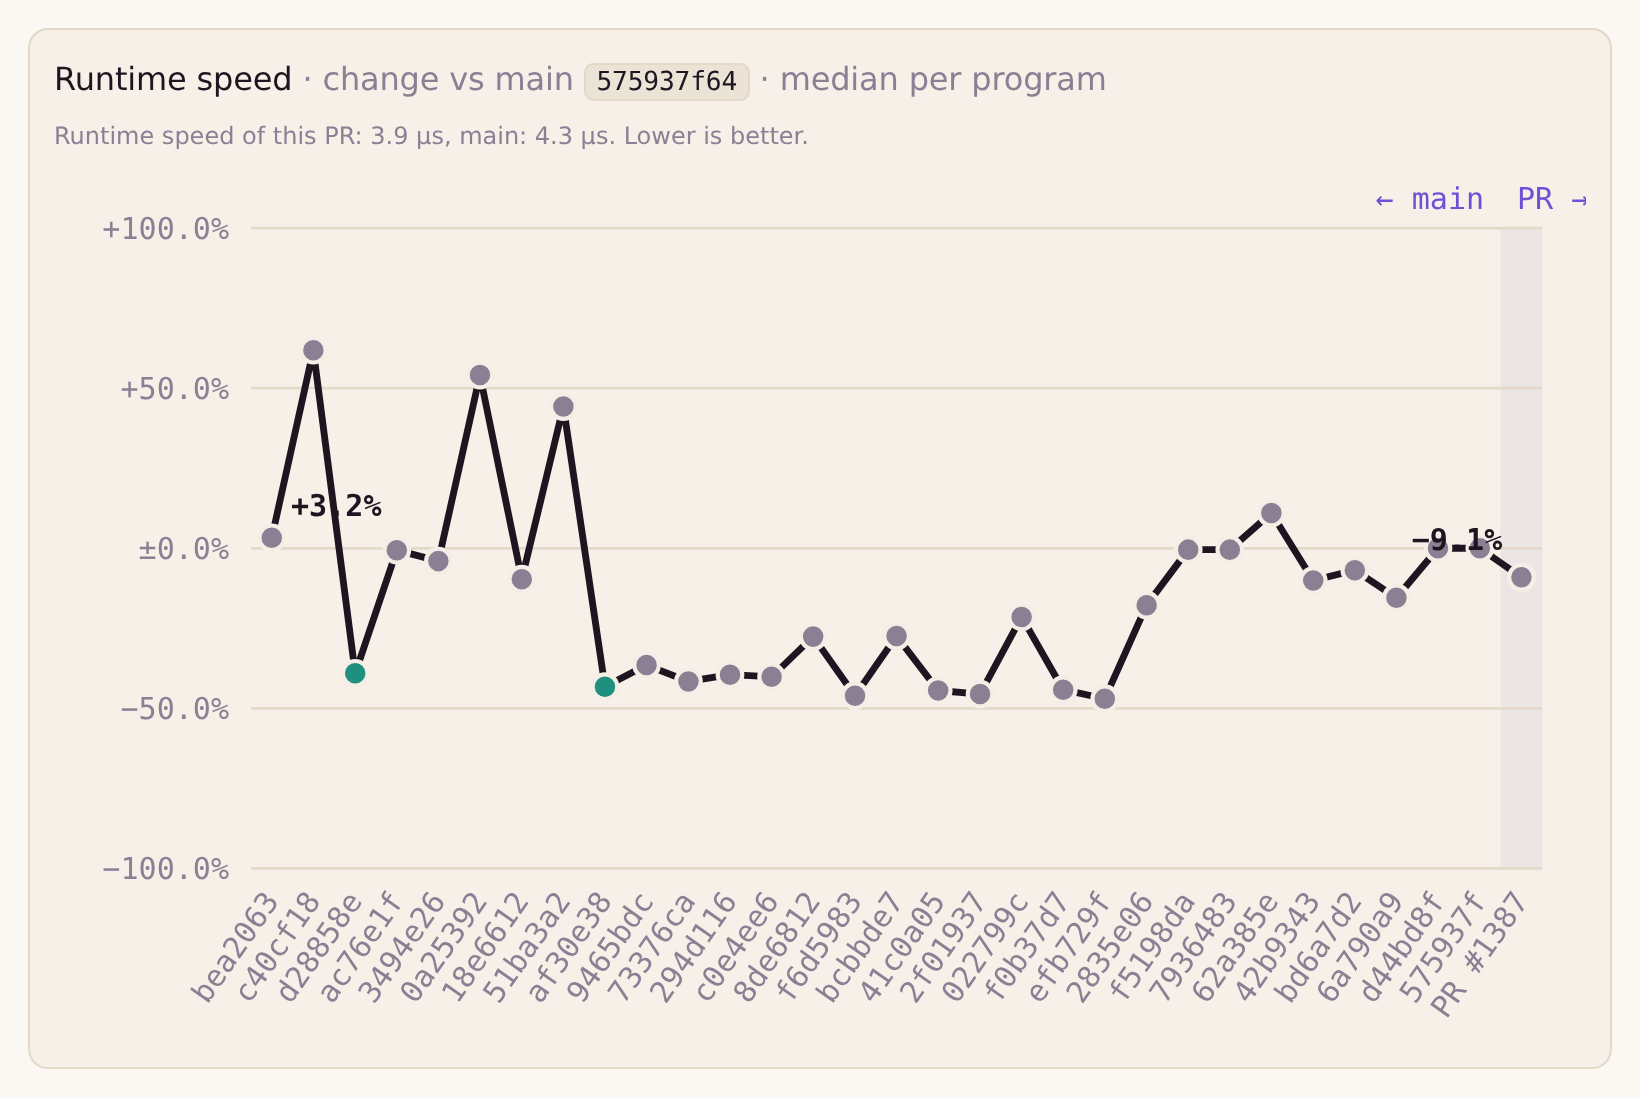 Runtime speed · change vs main 575937f64 · median per program
Runtime speed of this PR: 3.9 µs, main: 4.3 µs. Lower is better.
← main PR →
+100.0%
+50.0%
±0.0%
−50.0%
−100.0%
+3.2%
−9.1%
bea2063
c40cf18
d28858e
ac76e1f
3494e26
0a25392
18e6612
51ba3a2
af30e38
9465bdc
73376ca
294d116
c0e4ee6
8de6812
f6d5983
bcbbde7
41c0a05
2f01937
022799c
f0b37d7
efb729f
2835e06
f5198da
7936483
62a385e
42b9343
bd6a7d2
6a790a9
d44bd8f
575937f
PR #1387